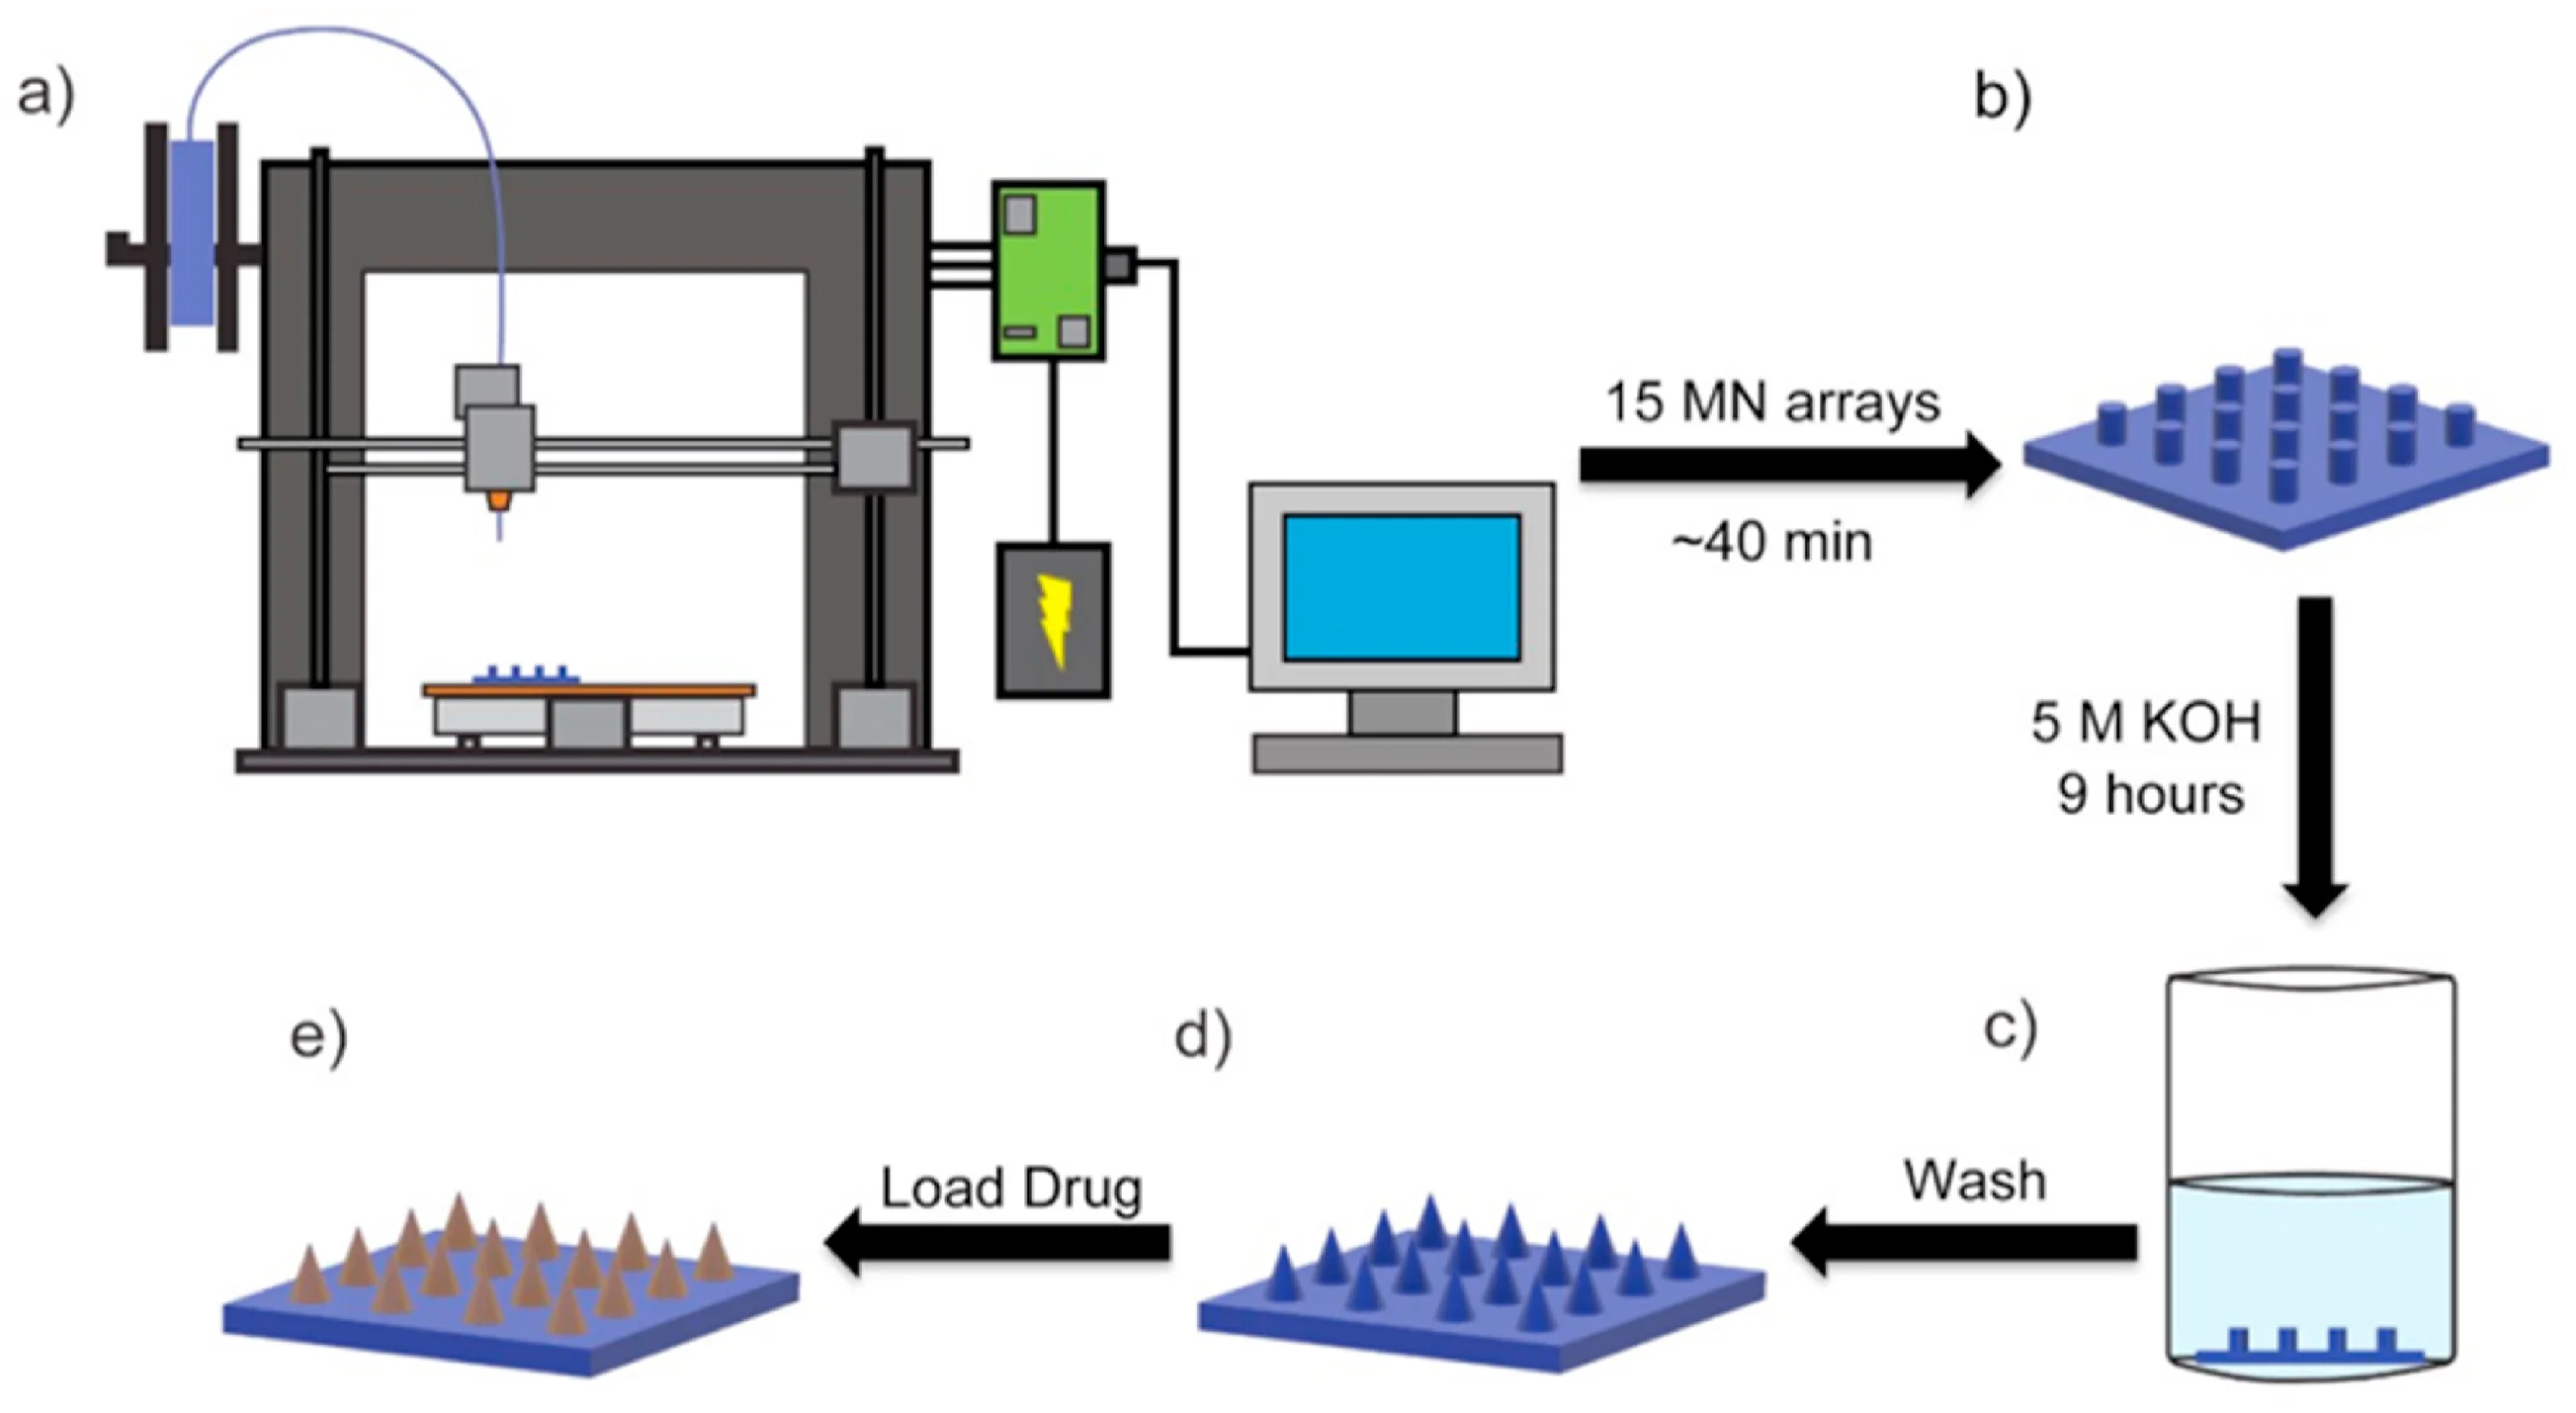 a)
b)
15 MN arrays
~40 min
5 M KOH
9 hours
c)
Wash
d)
Load Drug
e)